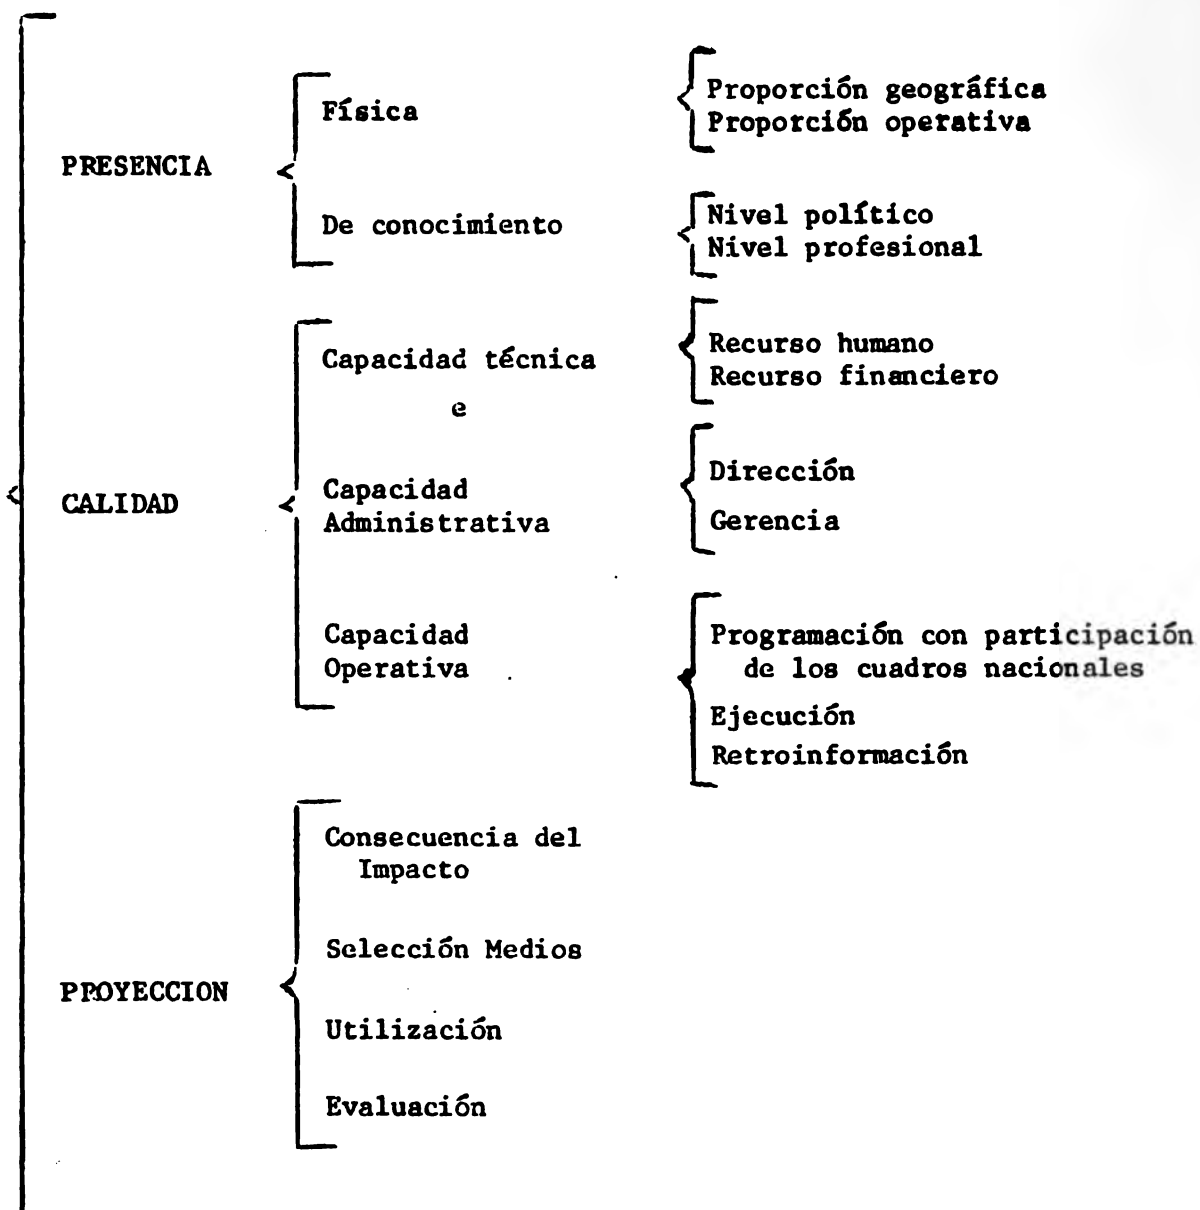 PRESENCIA
Física
Proporción geográfica
Proporción operativa
De conocimiento
Nivel político
Nivel profesional
CALIDAD
Capacidad técnica
e
Recurso humano
Recurso financiero
Capacidad
Administrativa
Dirección
Gerencia
Capacidad
Operativa
Programación con participación
de los cuadros nacionales
Ejecución
Retroinformación
PROYECCION
Consecuencia del
Impacto
Selección Medios
Utilización
Evaluación